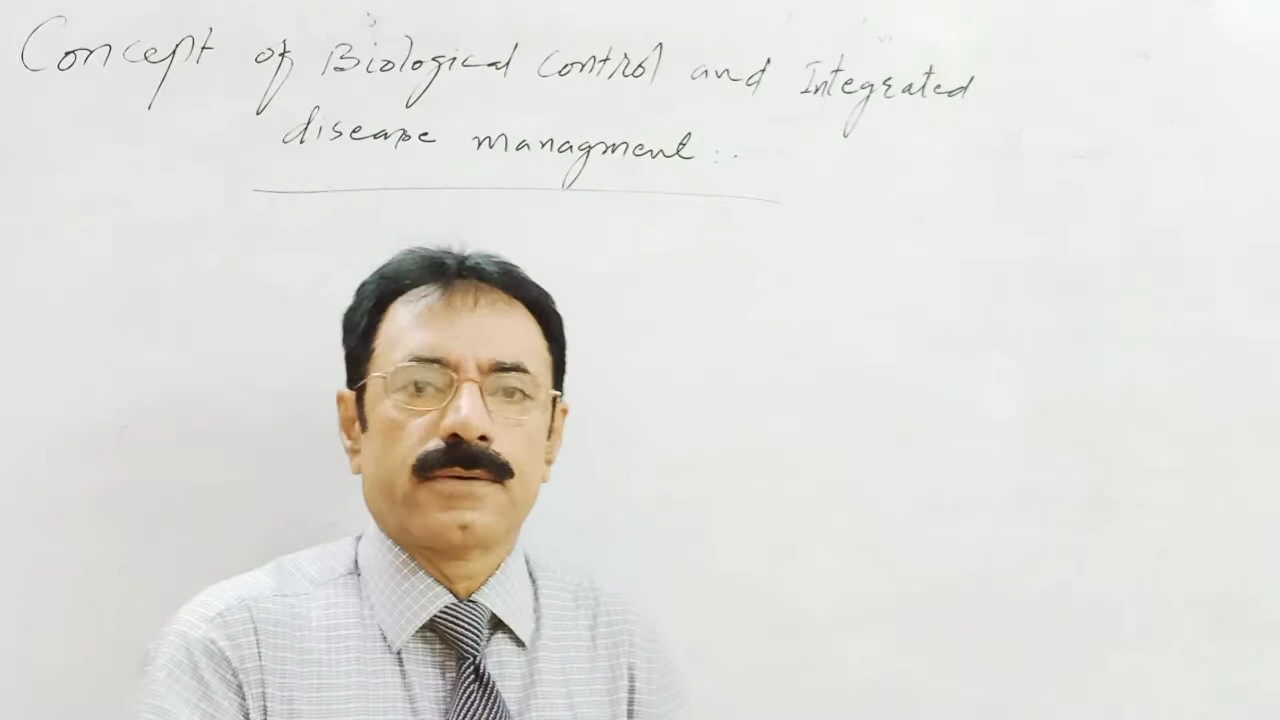 Concept of Biological control and Integrated
disease managment..